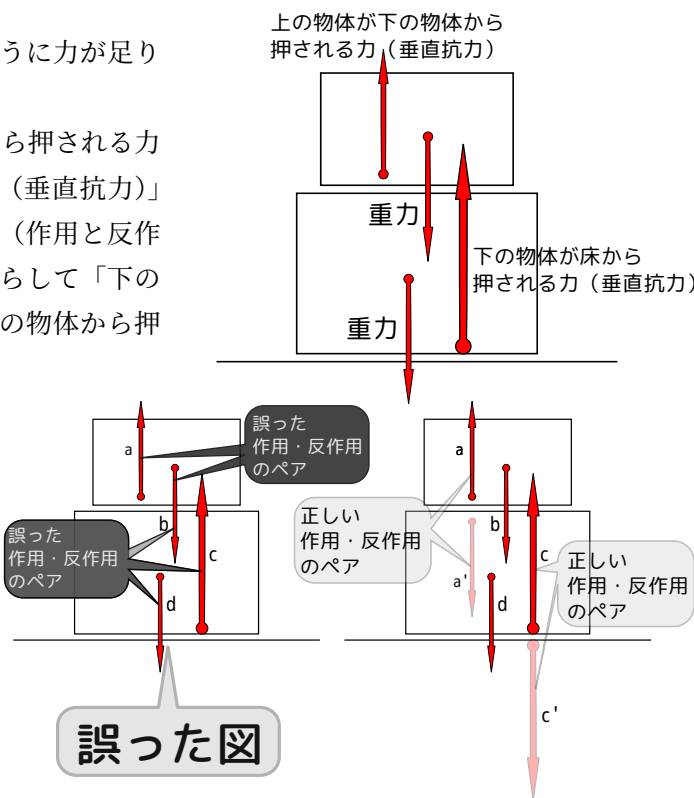 うに力が足り
ら押される力
（垂直抗力）」
（作用と反作
らして「下の
の物体から押
上の物体が下の物体から
押される力（垂直抗力）
重力
下の物体が床から
押される力（垂直抗力）
重力
誤った
作用・反作用
のペア
a
b
誤った
作用・反作用
のペア
c
d
誤った図
a
正しい
作用・反作用
のペア
b
c
正しい
作用・反作用
のペア
a'
d
c'